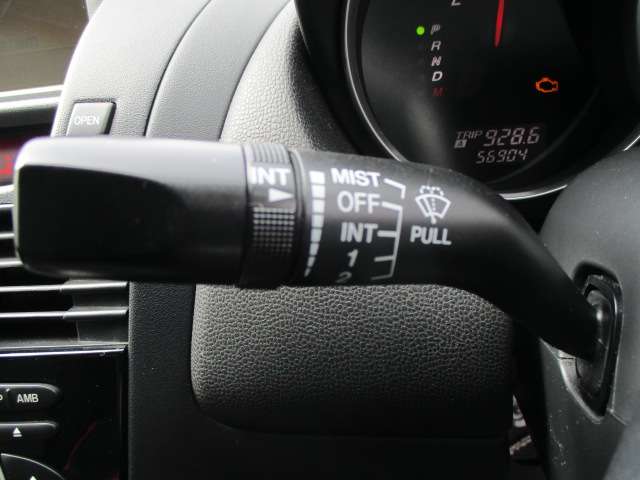 P
R
N
D
M
TRIP
A 928.6
56904
OPEN
INT
MIST
OFF
INT
1
2
PULL
AMB